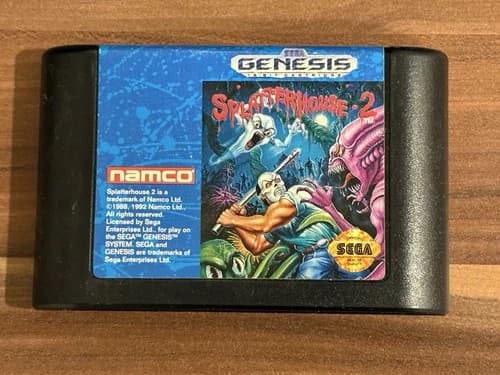 SEGA
GENESIS
16-BIT CARTRIDGE
SPLATTERHOUSE • 2
namco
Splatterhouse 2 is a
trademark of Namco Ltd.
©1988, 1992 Namco Ltd.,
All rights reserved.
Licensed by Sega
Enterprises Ltd., for play on
the SEGA™ GENESIS™
SYSTEM. SEGA and
GENESIS are trademarks of
Sega Enterprises Ltd.
SEGA